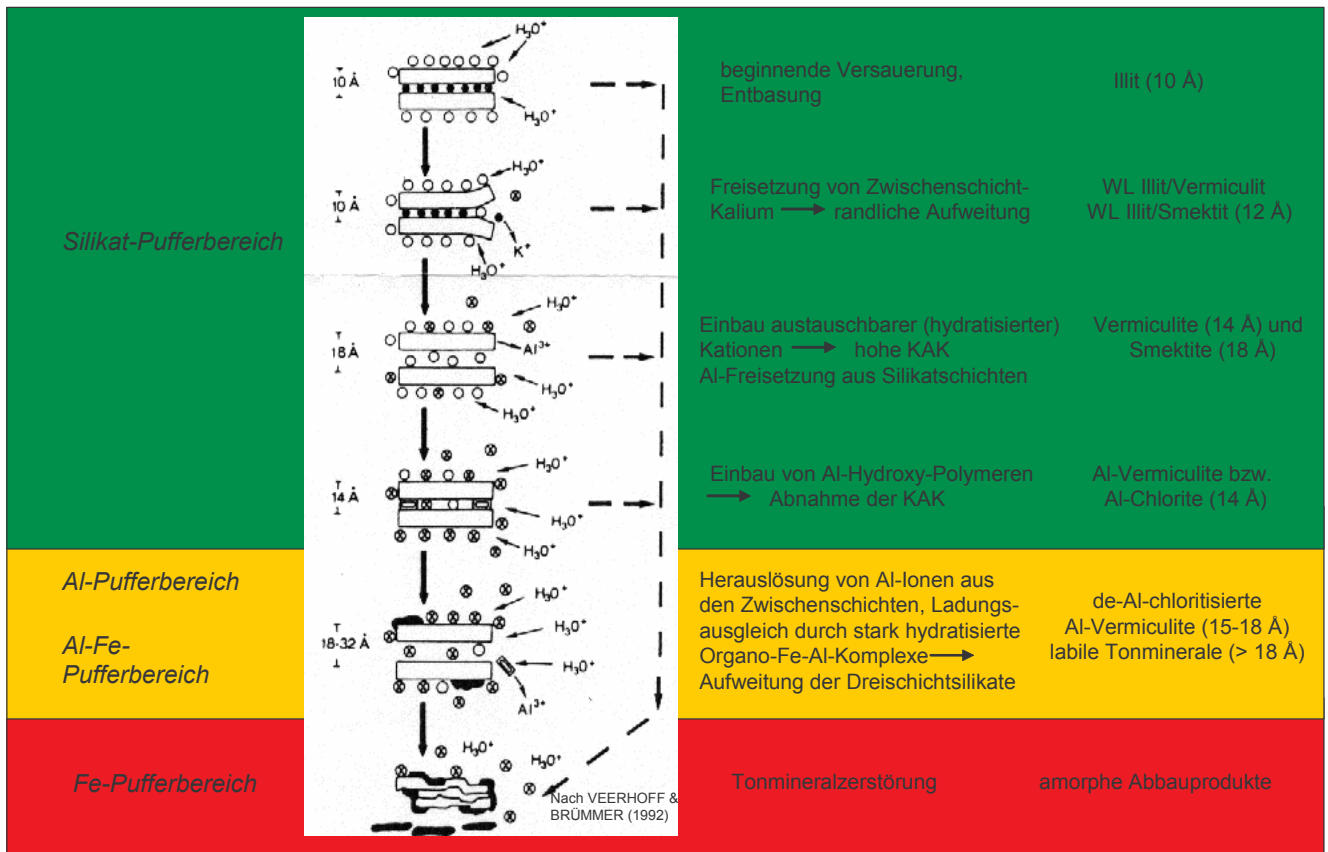 Silikat-Pufferbereich
H₃O⁺
10 Å
H₃O⁺
beginnende Versauerung,
Entbasung
Illit (10 Å)
H₃O⁺
10 Å
K⁺
H₃O⁺
Freisetzung von Zwischenschicht-
Kalium → randliche Aufweitung
WL Illit/Vermiculit
WL Illit/Smektit (12 Å)
H₃O⁺
18 Å
Al³⁺
H₃O⁺
H₃O⁺
Einbau austauschbarer (hydratisierter)
Kationen → hohe KAK
Al-Freisetzung aus Silikatschichten
Vermiculite (14 Å) und
Smektite (18 Å)
H₃O⁺
14 Å
H₃O⁺
H₃O⁺
Einbau von Al-Hydroxy-Polymeren
→ Abnahme der KAK
Al-Vermiculite bzw.
Al-Chlorite (14 Å)
Al-Pufferbereich
Al-Fe-
Pufferbereich
H₃O⁺
H₃O⁺
18-32 Å
H₃O⁺
Al³⁺
Herauslösung von Al-Ionen aus
den Zwischenschichten, Ladungs-
ausgleich durch stark hydratisierte
Organo-Fe-Al-Komplexe →
Aufweitung der Dreischichtsilikate
de-Al-chloritisierte
Al-Vermiculite (15-18 Å)
labile Tonminerale (> 18 Å)
Fe-Pufferbereich
H₃O⁺
H₃O⁺
Nach VEERHOFF &
BRÜMMER (1992)
Tonmineralzerstörung
amorphe Abbauprodukte